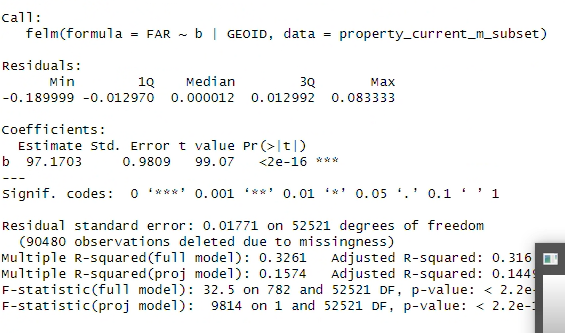 Call:
felm(formula = FAR ~ b | GEOID, data = property_current_m_subset)
Residuals:
Min 1Q Median 3Q Max
-0.189999 -0.012970 0.000012 0.012992 0.083333
Coefficients:
Estimate Std. Error t value Pr(>|t|)
b 97.1703 0.9809 99.07 <2e-16 ***
---
Signif. codes: 0 ‘***’ 0.001 ‘**’ 0.01 ‘*’ 0.05 ‘.’ 0.1 ‘ ’ 1
Residual standard error: 0.01771 on 52521 degrees of freedom
(90480 observations deleted due to missingness)
Multiple R-squared(full model): 0.3261 Adjusted R-squared: 0.316
Multiple R-squared(proj model): 0.1574 Adjusted R-squared: 0.1449
F-statistic(full model): 32.5 on 782 and 52521 DF, p-value: < 2.2e-
F-statistic(proj model): 9814 on 1 and 52521 DF, p-value: < 2.2e-